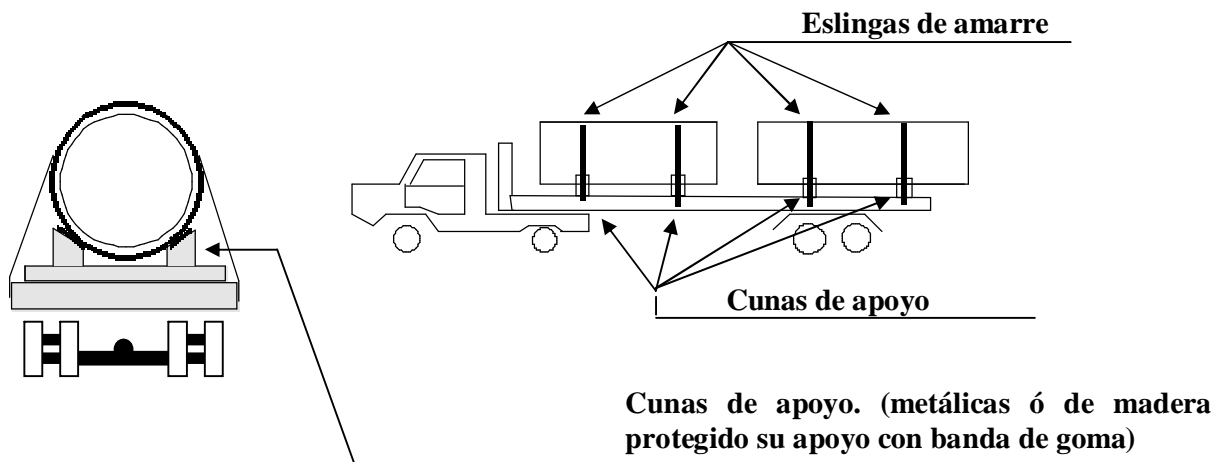 Eslingas de amarre
Cunas de apoyo
Cunas de apoyo. (metálicas ó de madera
protegido su apoyo con banda de goma)